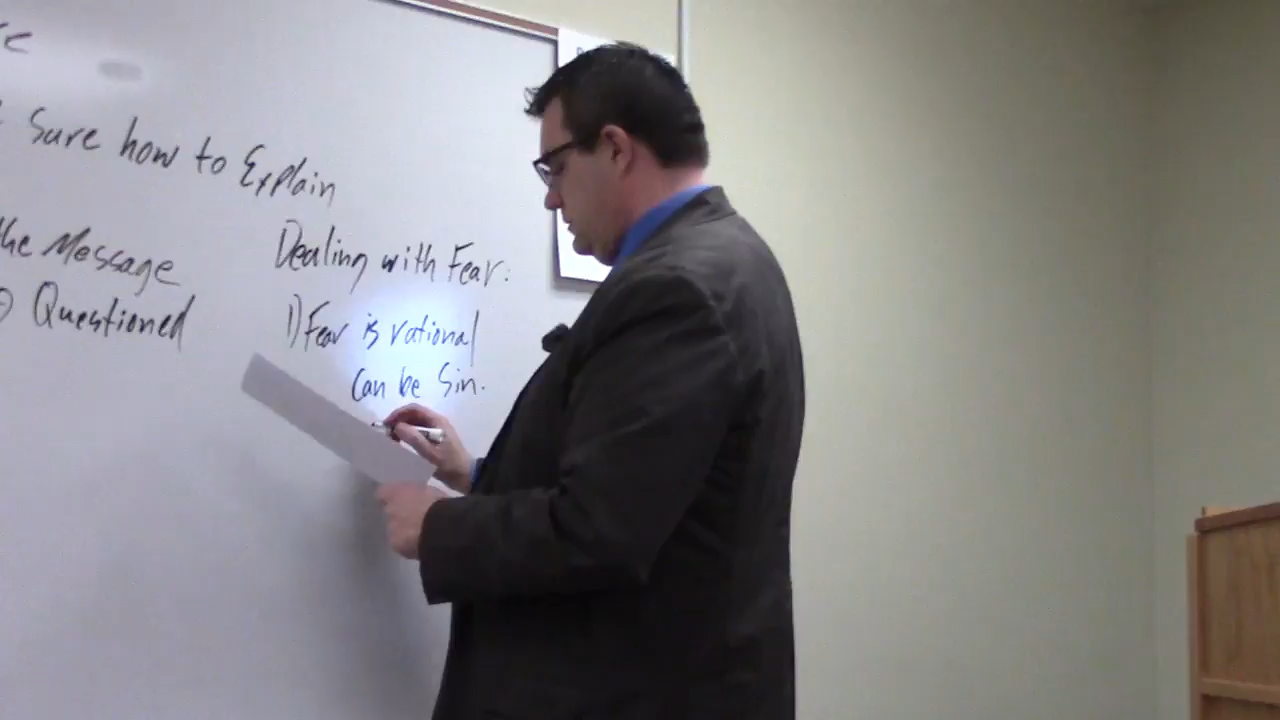 Sure how to Explain
the Message
Questioned
Dealing with Fear:
1) Fear is rational
Can be Sin.